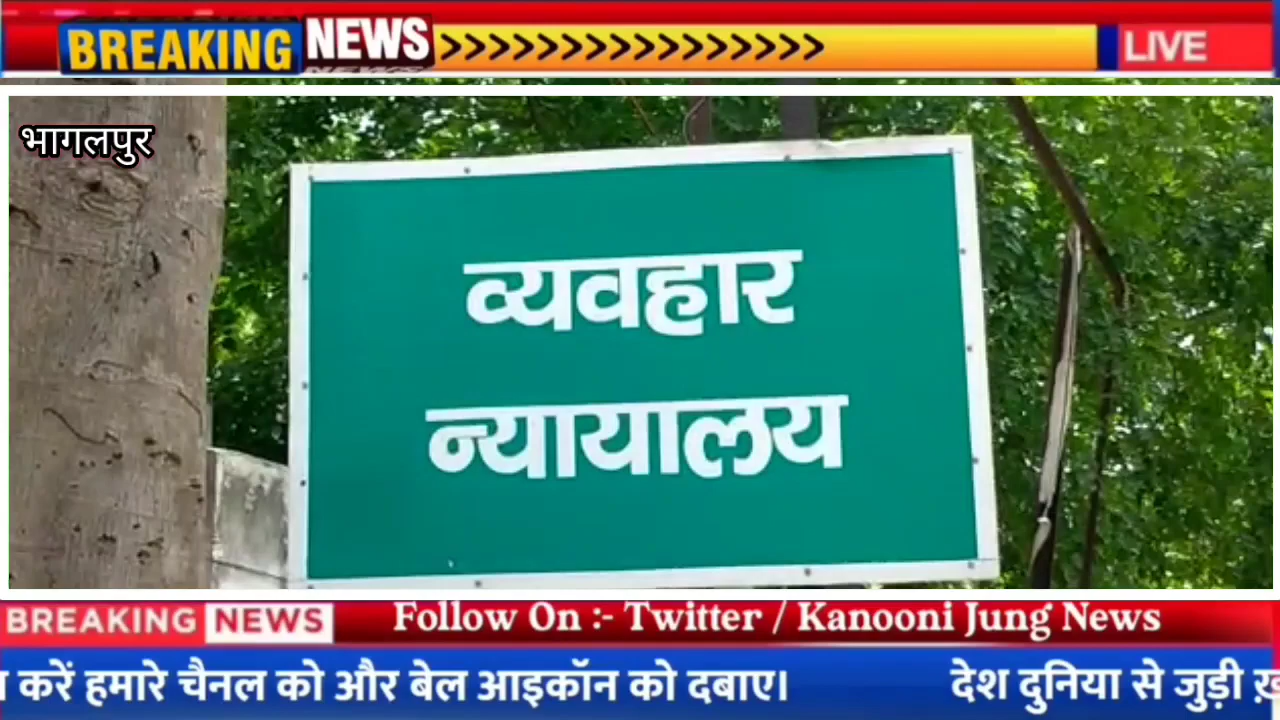 BREAKING NEWS >>>>>>>>>>>>>>>>>> LIVE
भागलपुर
व्यवहार
न्यायालय
BREAKING NEWS Follow On :- Twitter / Kanooni Jung News
करें हमारे चैनल को और बेल आइकॉन को दबाए। देश दुनिया से जुड़ी